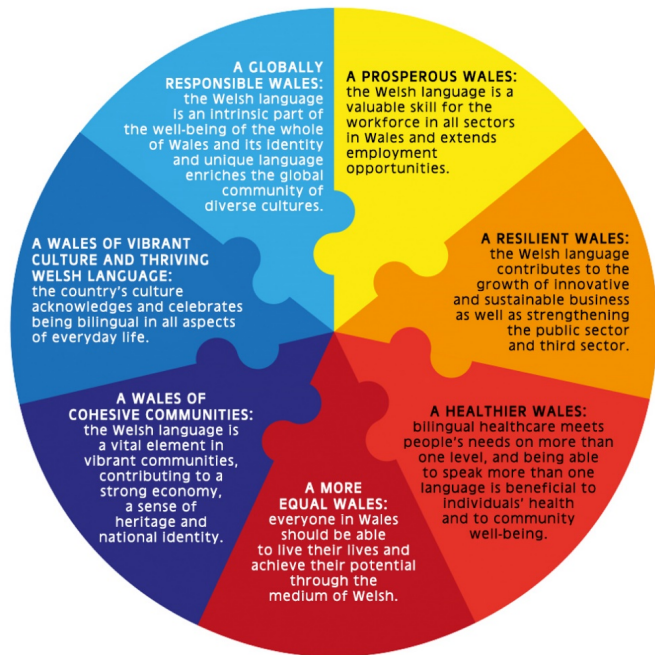 A GLOBALLY
RESPONSIBLE WALES:
the Welsh language
is an intrinsic part of
the well-being of the whole
of Wales and its identity
and unique language
enriches the global
community of
diverse cultures.
A PROSPEROUS WALES:
the Welsh language is a
valuable skill for the
workforce in all sectors
in Wales and extends
employment
opportunities.
A RESILIENT WALES:
the Welsh language
contributes to the
growth of innovative
and sustainable business
as well as strengthening
the public sector
and third sector.
A HEALTHIER WALES:
bilingual healthcare meets
people's needs on more than
one level, and being able
to speak more than one
language is beneficial to
individuals' health
and to community
well-being.
A MORE
EQUAL WALES:
everyone in Wales
should be able
to live their lives and
achieve their potential
through the
medium of Welsh.
A WALES OF
COHESIVE COMMUNITIES:
the Welsh language is
a vital element in
vibrant communities,
contributing to a
strong economy,
a sense of
heritage and
national identity.
A WALES OF VIBRANT
CULTURE AND THRIVING
WELSH LANGUAGE:
the country's culture
acknowledges and celebrates
being bilingual in all aspects
of everyday life.